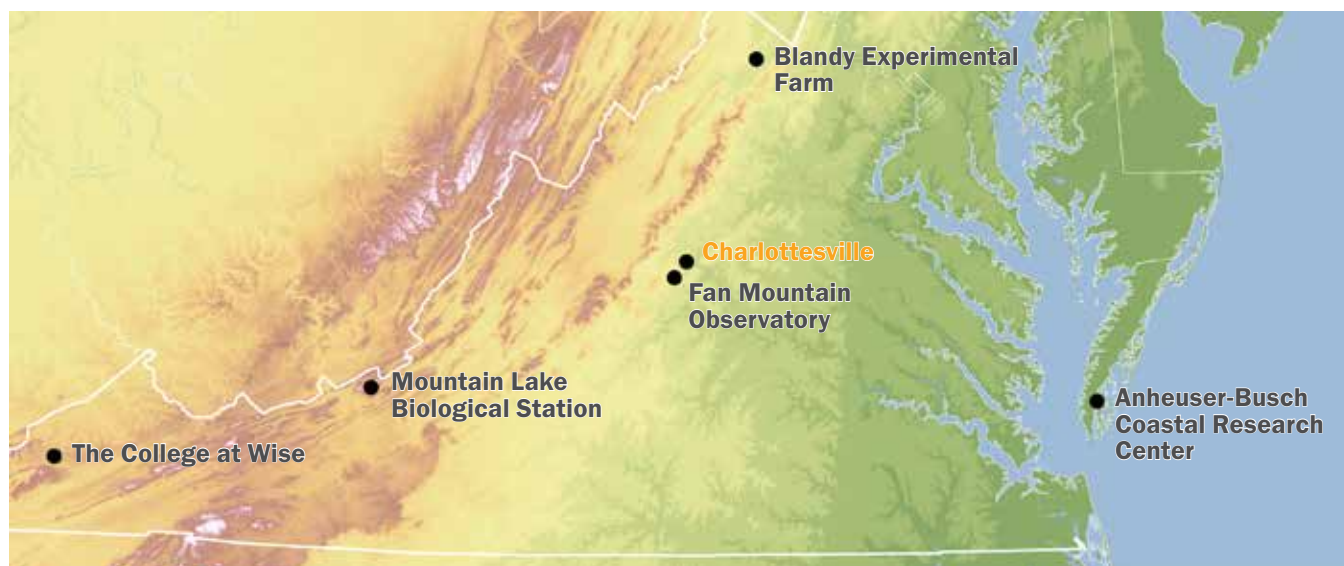 Blandy Experimental
Farm
Charlottesville
Fan Mountain
Observatory
Mountain Lake
Biological Station
Anheuser-Busch
Coastal Research
Center
The College at Wise